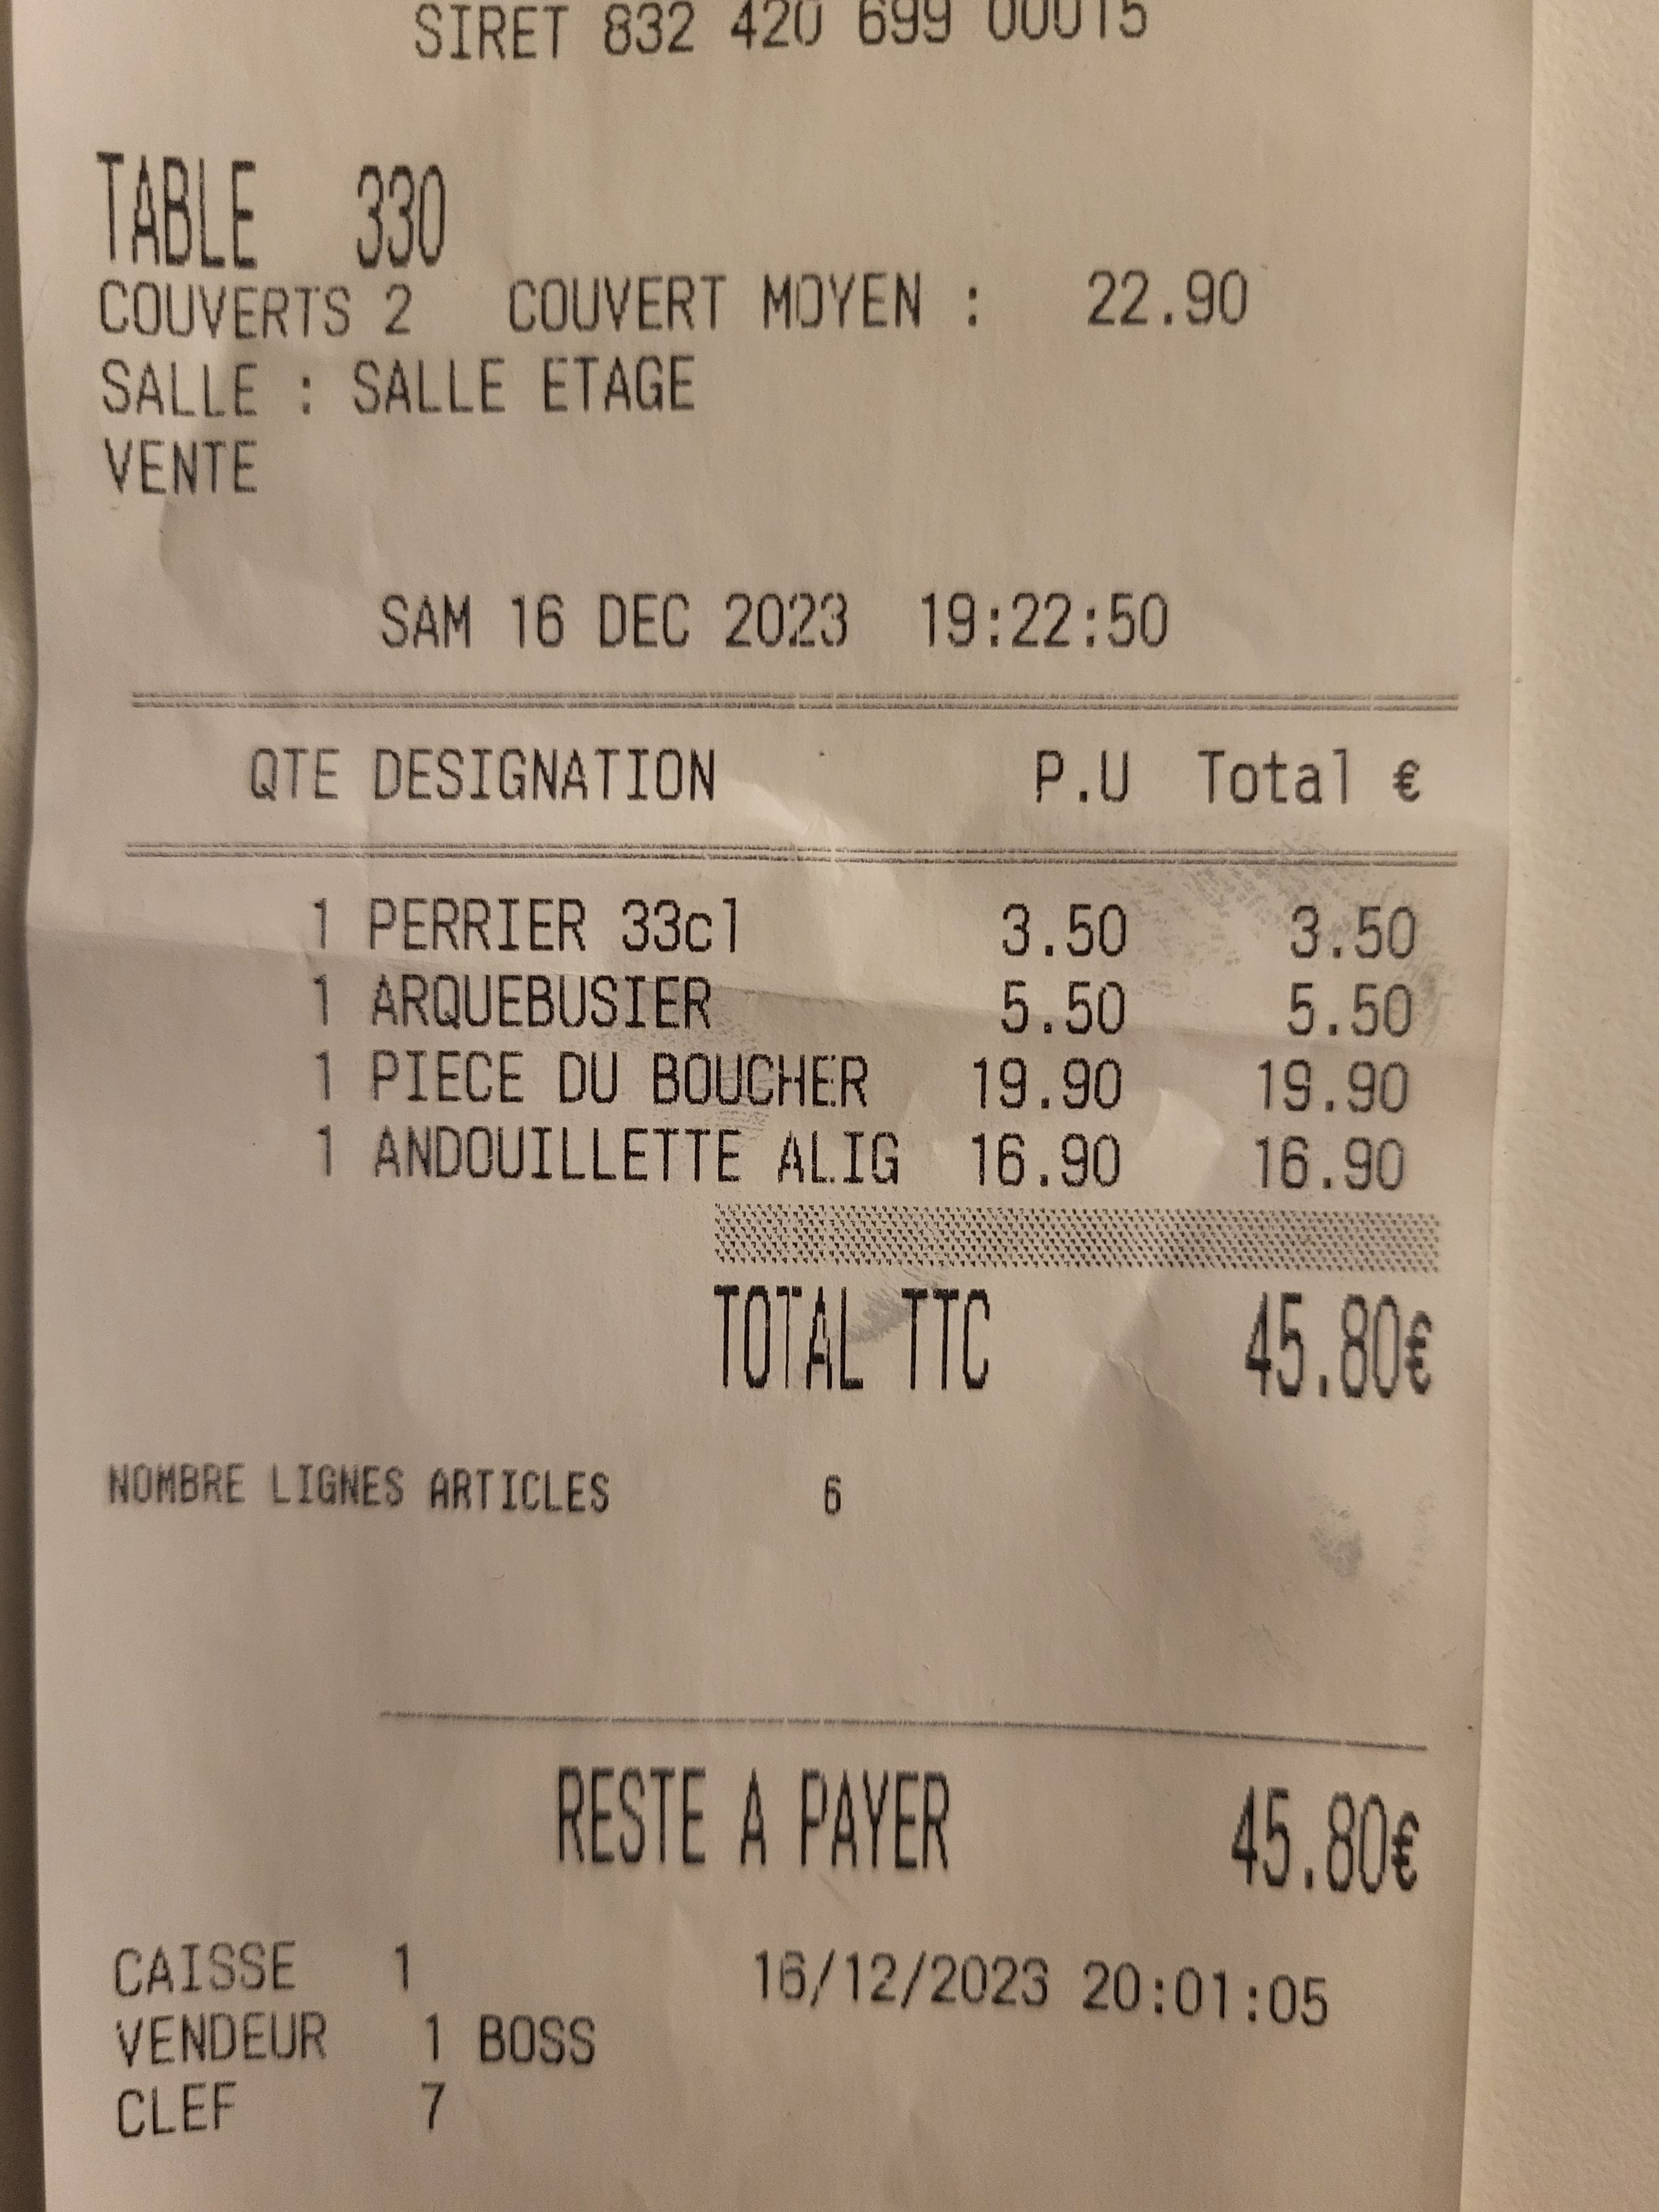 SIRET 832 420 699 00015
TABLE 330
COUVERTS 2 COUVERT MOYEN : 22.90
SALLE : SALLE ETAGE
VENTE
SAM 16 DEC 2023 19:22:50
QTE DESIGNATION P.U Total €
1 PERRIER 33cl 3.50 3.50
1 ARQUEBUSIER 5.50 5.50
1 PIECE DU BOUCHER 19.90 19.90
1 ANDOUILLETTE ALIG 16.90 16.90
TOTAL TTC 45.80€
NOMBRE LIGNES ARTICLES 6
RESTE A PAYER 45.80€
CAISSE 1 16/12/2023 20:01:05
VENDEUR 1 BOSS
CLEF 7